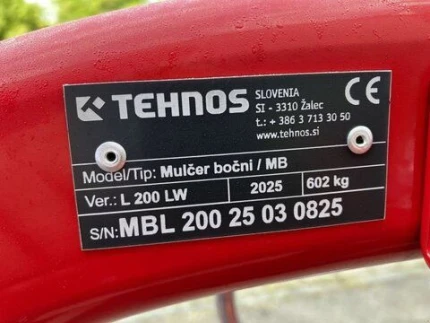 TEHNOS
SLOVENIA
SI - 3310 Žalec
t.: + 386 3 713 30 50
www.tehnos.si
CE
Model/Tip: Mulčer bočni / MB
Ver.: L 200 LW 2025 602 kg
S/N: MBL 200 25 03 0825